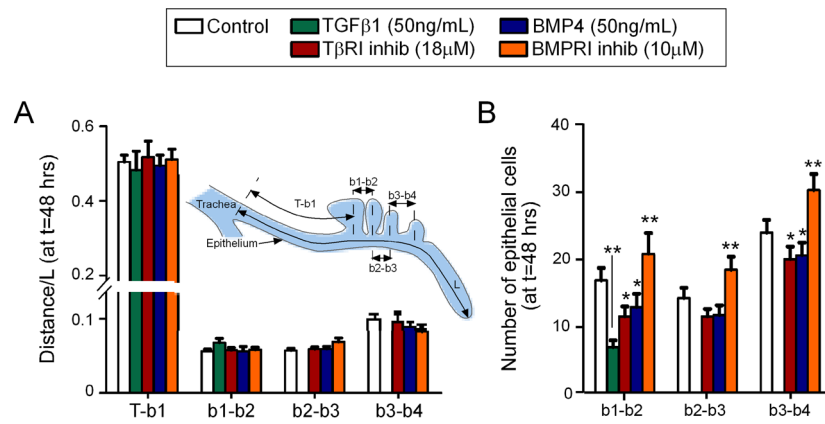 Control
TGFβ1 (50ng/mL)
BMP4 (50ng/mL)
TβRI inhib (18μM)
BMPRI inhib (10μM)
A
Distance/L (at t=48 hrs)
0.6
0.4
0.2
0.1
0
T-b1
b1-b2
b2-b3
b3-b4
b1-b2
b3-b4
T-b1
Trachea
Epithelium
b2-b3
L
B
Number of epithelial cells
(at t=48 hrs)
40
30
20
10
0
**
*
*
**
**
*
*
**
b1-b2
b2-b3
b3-b4